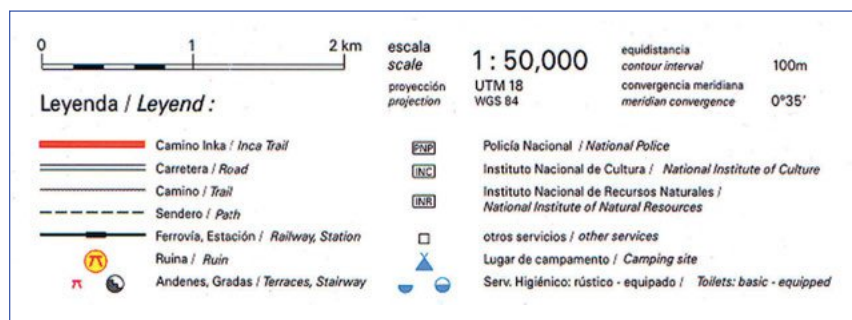 0 1 2 km
escala
scale
1 : 50,000
equidistancia
contour interval 100m
proyección
projection
UTM 18
WGS 84
convergencia meridiana
meridian convergence 0°35'
Leyenda / Leyend :
Camino Inka / Inca Trail
Carretera / Road
Camino / Trail
Sendero / Path
Ferrovía, Estación / Railway, Station
Ruina / Ruin
Andenes, Gradas / Terraces, Stairway
PNP Policía Nacional / National Police
INC Instituto Nacional de Cultura / National Institute of Culture
INR Instituto Nacional de Recursos Naturales /
National Institute of Natural Resources
otros servicios / other services
Lugar de campamento / Camping site
Serv. Higiénico: rústico - equipado / Toilets: basic - equipped